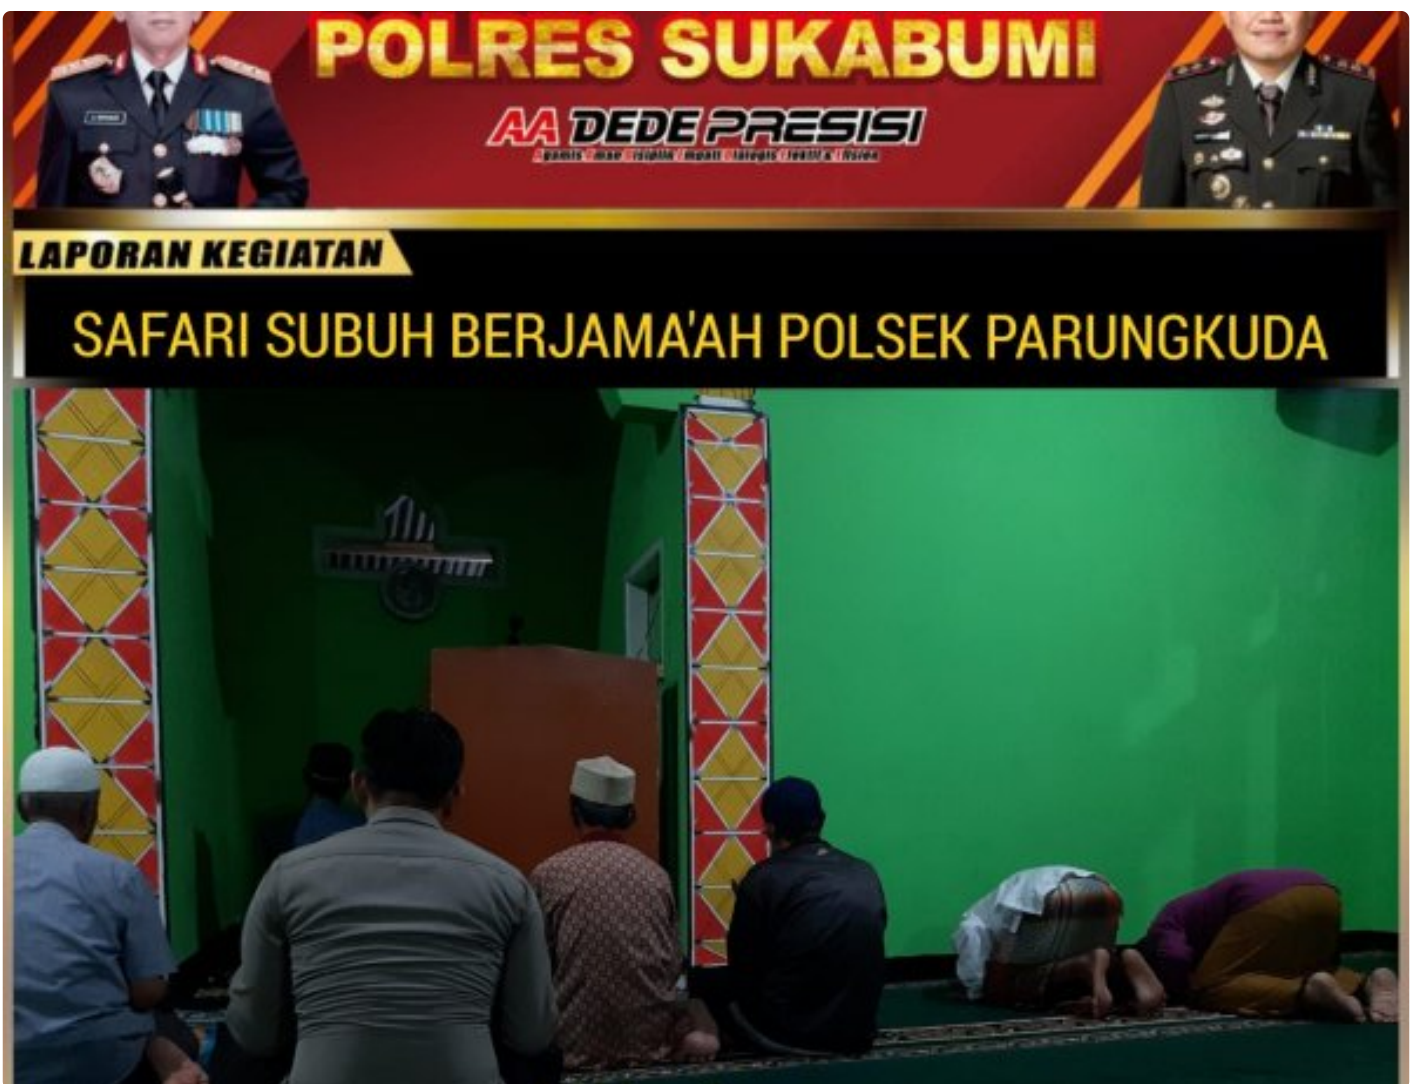 POLRES SUKABUMI
AA DEDE PRESISI
LAPORAN KEGIATAN
SAFARI SUBUH BERJAMA'AH POLSEK PARUNGKUDA